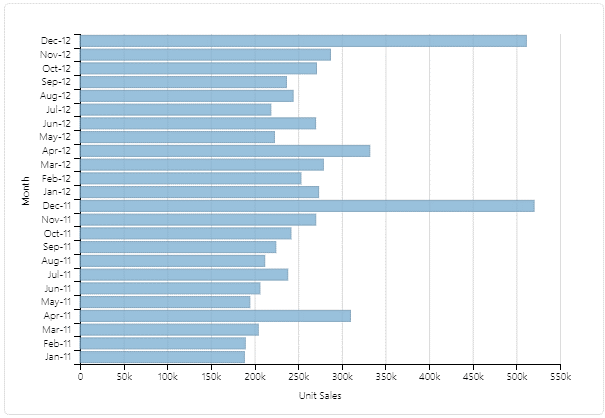 Dec-12
Nov-12
Oct-12
Sep-12
Aug-12
Jul-12
Jun-12
May-12
Apr-12
Mar-12
Feb-12
Jan-12
Dec-11
Nov-11
Oct-11
Sep-11
Aug-11
Jul-11
Jun-11
May-11
Apr-11
Mar-11
Feb-11
Jan-11
Month
0 50k 100k 150k 200k 250k 300k 350k 400k 450k 500k 550k
Unit Sales